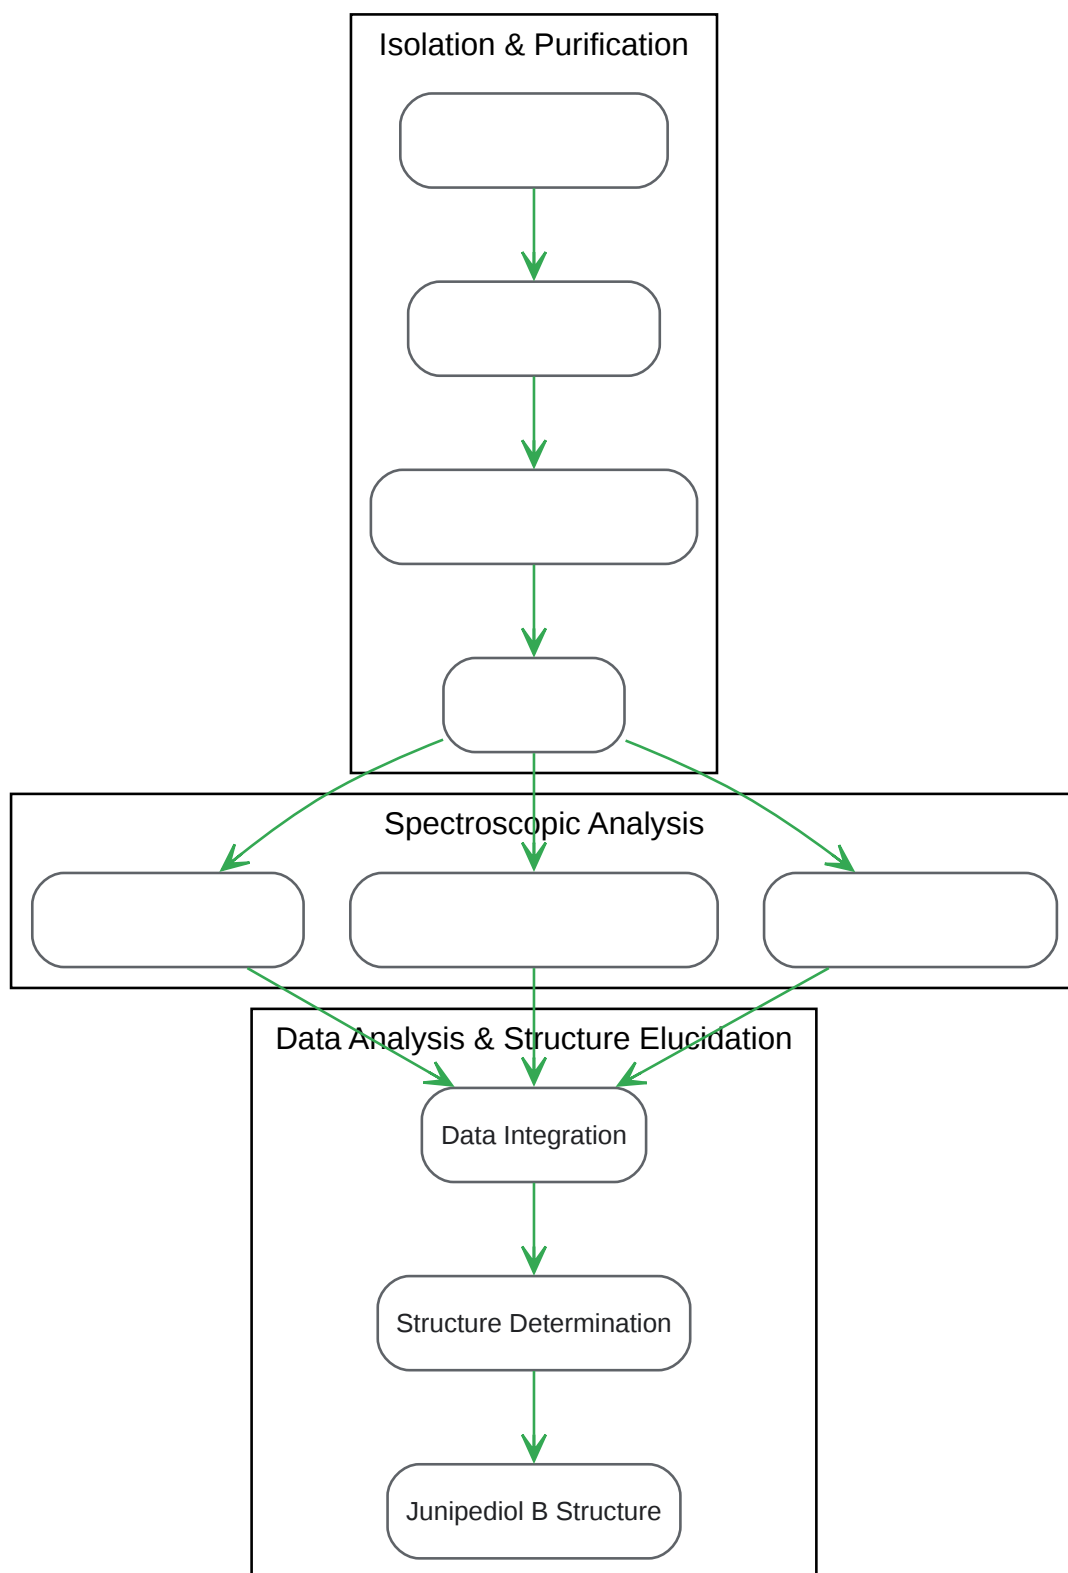 Isolation & Purification
Spectroscopic Analysis
Data Analysis & Structure Elucidation
Data Integration
Structure Determination
Junipediol B Structure